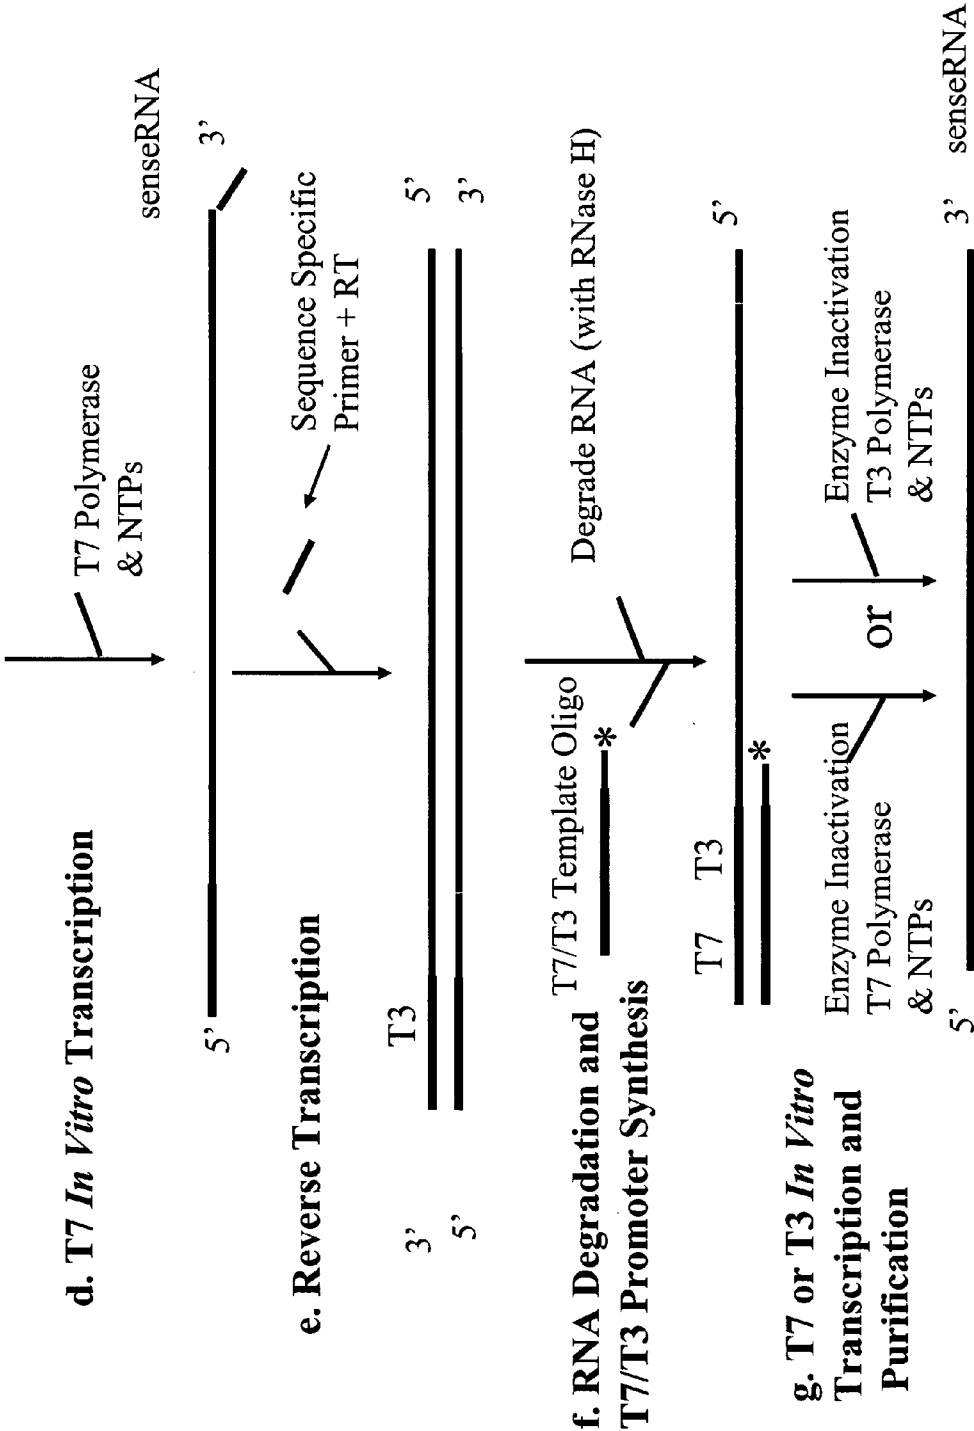 d. T7 In Vitro Transcription
T7 Polymerase
& NTPs
senseRNA
5’
3’
e. Reverse Transcription
Sequence Specific
Primer + RT
T3
3’
5’
5’
3’
f. RNA Degradation and
T7/T3 Promoter Synthesis
T7/T3 Template Oligo
*
Degrade RNA (with RNase H)
T7 T3
5’
*
g. T7 or T3 In Vitro
Transcription and
Purification
Enzyme Inactivation
T7 Polymerase
& NTPs
or
Enzyme Inactivation
T3 Polymerase
& NTPs
5’
3’
senseRNA